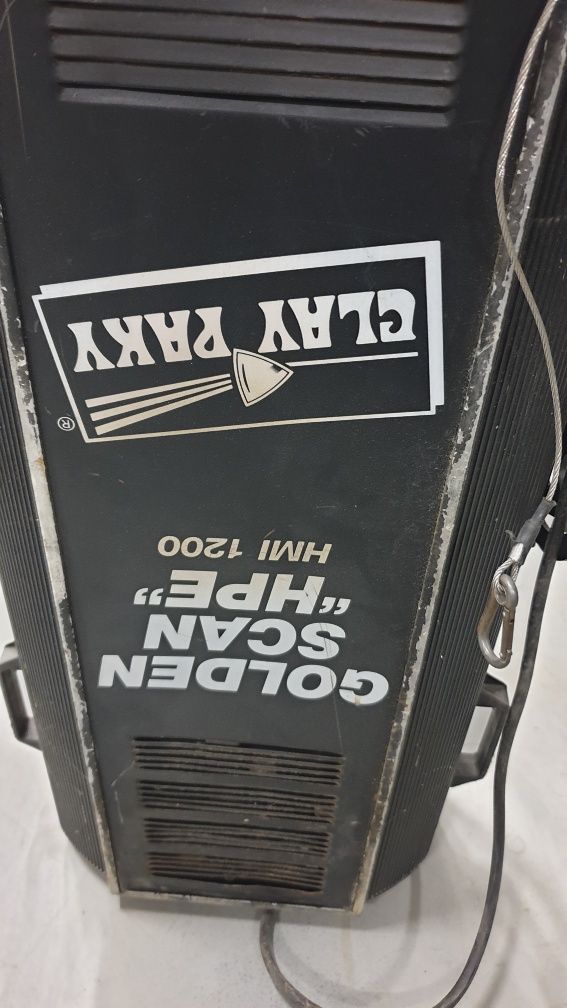 GOLDEN
SCAN
“HPE”
HMI 1200
CLAY PAKY
®